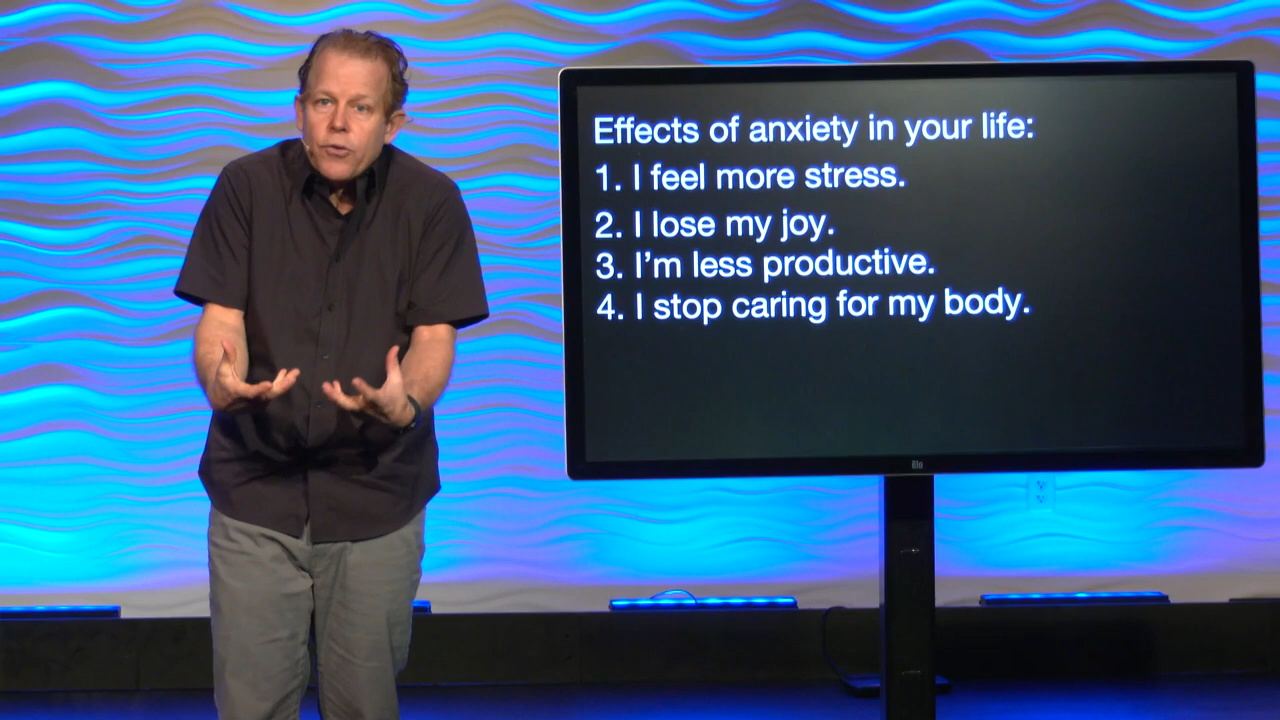 Effects of anxiety in your life:
1. I feel more stress.
2. I lose my joy.
3. I'm less productive.
4. I stop caring for my body.
elo